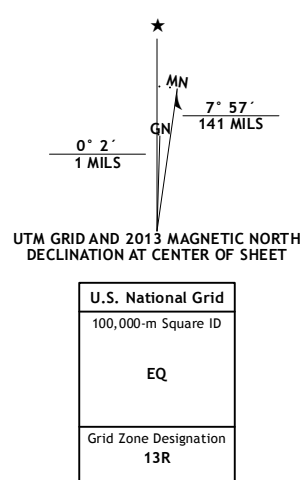 ★
MN
GN
7° 57´
141 MILS
0° 2´
1 MILS
UTM GRID AND 2013 MAGNETIC NORTH
DECLINATION AT CENTER OF SHEET
U.S. National Grid
100,000-m Square ID
EQ
Grid Zone Designation
13R